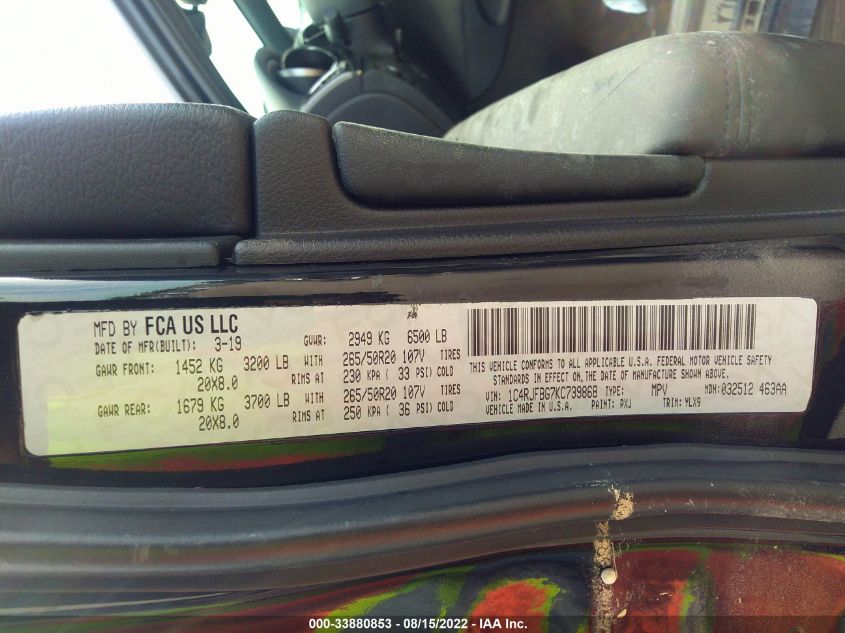 MFD BY FCA US LLC
DATE OF MFR(BUILT): 3-19
GVWR: 2949 KG 6500 LB
GAWR FRONT: 1452 KG 3200 LB WITH 265/50R20 107V TIRES
20X8.0 RIMS AT 230 KPA ( 33 PSI) COLD
GAWR REAR: 1679 KG 3700 LB WITH 265/50R20 107V TIRES
20X8.0 RIMS AT 250 KPA ( 36 PSI) COLD
THIS VEHICLE CONFORMS TO ALL APPLICABLE U.S.A. FEDERAL MOTOR VEHICLE SAFETY
STANDARDS IN EFFECT ON THE DATE OF MANUFACTURE SHOWN ABOVE.
VIN: 1C4RJFBG7KC739868 TYPE: MPV MDH: 032512 463AA
VEHICLE MADE IN U.S.A. PAINT: PXJ TRIM: YLX9
000-33880853 - 08/15/2022 - IAA Inc.